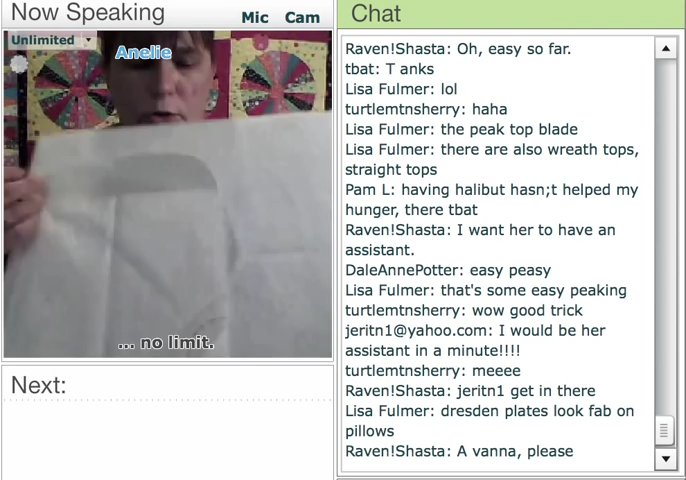 Now Speaking
Mic
Cam
Unlimited
Anelie
... no limit.
Next:
Chat
Raven!Shasta: Oh, easy so far.
tbat: T anks
Lisa Fulmer: lol
turtlemtnsherry: haha
Lisa Fulmer: the peak top blade
Lisa Fulmer: there are also wreath tops,
straight tops
Pam L: having halibut hasn;t helped my
hunger, there tbat
Raven!Shasta: I want her to have an
assistant.
DaleAnnePotter: easy peasy
Lisa Fulmer: that's some easy peaking
turtlemtnsherry: wow good trick
jeritn1@yahoo.com: I would be her
assistant in a minute!!!!
turtlemtnsherry: meeee
Raven!Shasta: jeritn1 get in there
Lisa Fulmer: dresden plates look fab on
pillows
Raven!Shasta: A vanna, please